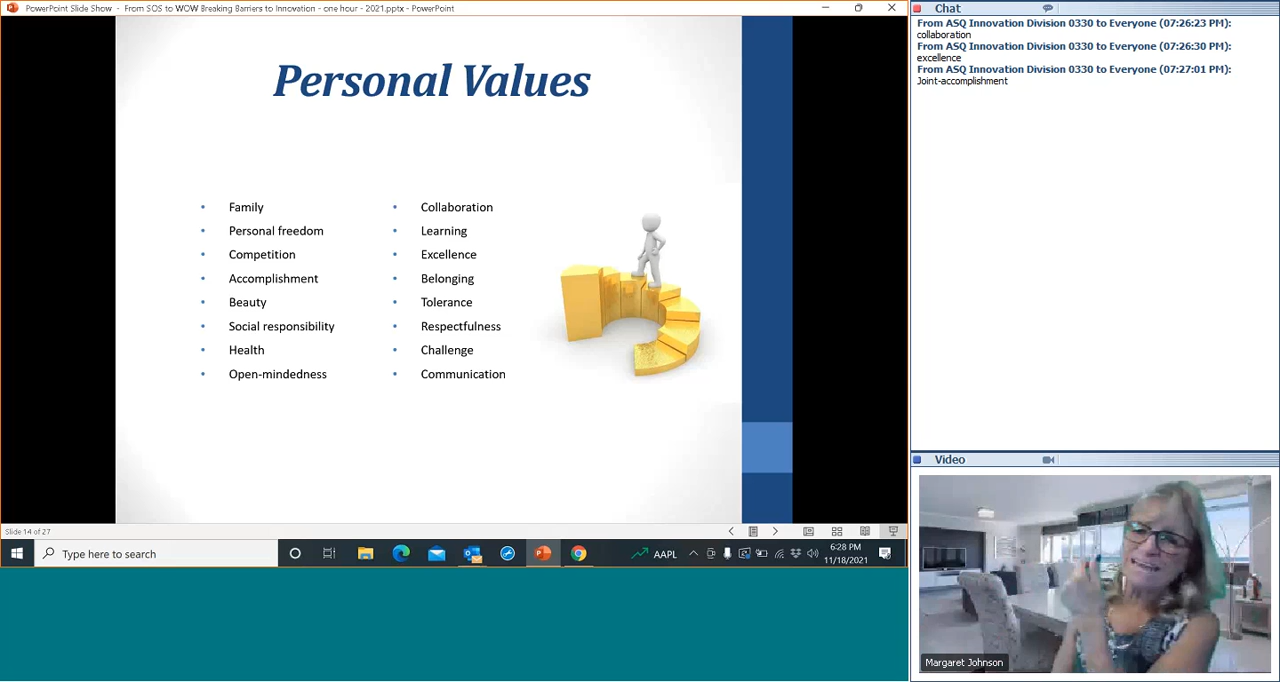 PowerPoint Slide Show - From SOS to WOW Breaking Barriers to Innovation - one hour - 2021.pptx - PowerPoint
Personal Values
Family
Personal freedom
Competition
Accomplishment
Beauty
Social responsibility
Health
Open-mindedness
Collaboration
Learning
Excellence
Belonging
Tolerance
Respectfulness
Challenge
Communication
Slide 14 of 27
Type here to search
AAPL
6:28 PM
11/18/2021
Chat
From ASQ Innovation Division 0330 to Everyone (07:26:23 PM):
collaboration
From ASQ Innovation Division 0330 to Everyone (07:26:30 PM):
excellence
From ASQ Innovation Division 0330 to Everyone (07:27:01 PM):
Joint-accomplishment
Video
Margaret Johnson